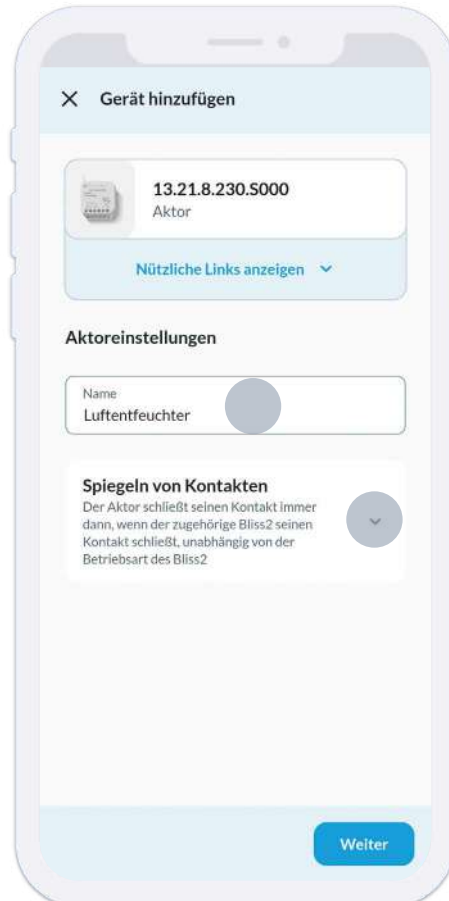 Gerät hinzufügen
13.21.8.230.S000
Aktor
Nützliche Links anzeigen
Aktoreinstellungen
Name
Luftentfeuchter
Spiegeln von Kontakten
Der Aktor schließt seinen Kontakt immer
dann, wenn der zugehörige Bliss2 seinen
Kontakt schließt, unabhängig von der
Betriebsart des Bliss2
Weiter